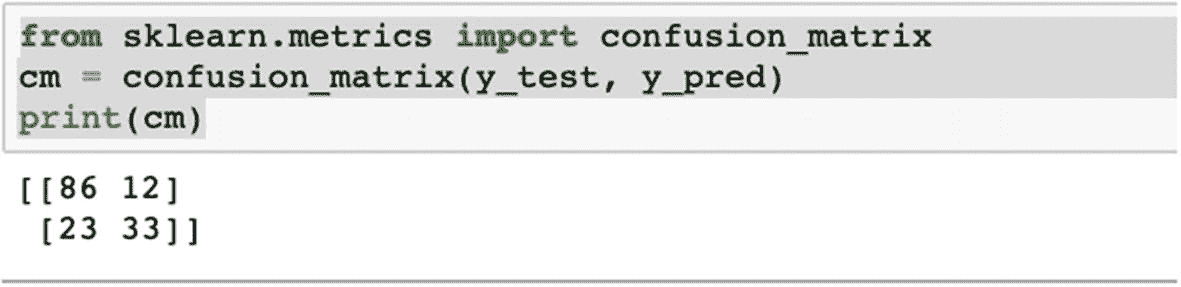 from sklearn.metrics import confusion_matrix
cm = confusion_matrix(y_test, y_pred)
print(cm)
[[86 12]
 [23 33]]